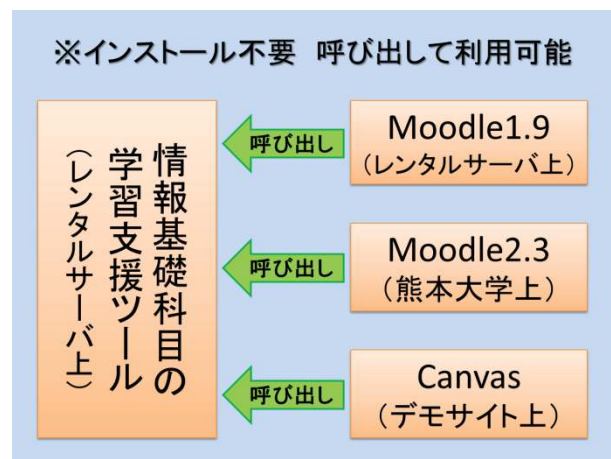 ※インストール不要 呼び出して利用可能
情報基礎科目の
学習支援ツール
（レンタルサーバ上）
呼び出し
Moodle1.9
（レンタルサーバ上）
呼び出し
Moodle2.3
（熊本大学上）
呼び出し
Canvas
（デモサイト上）